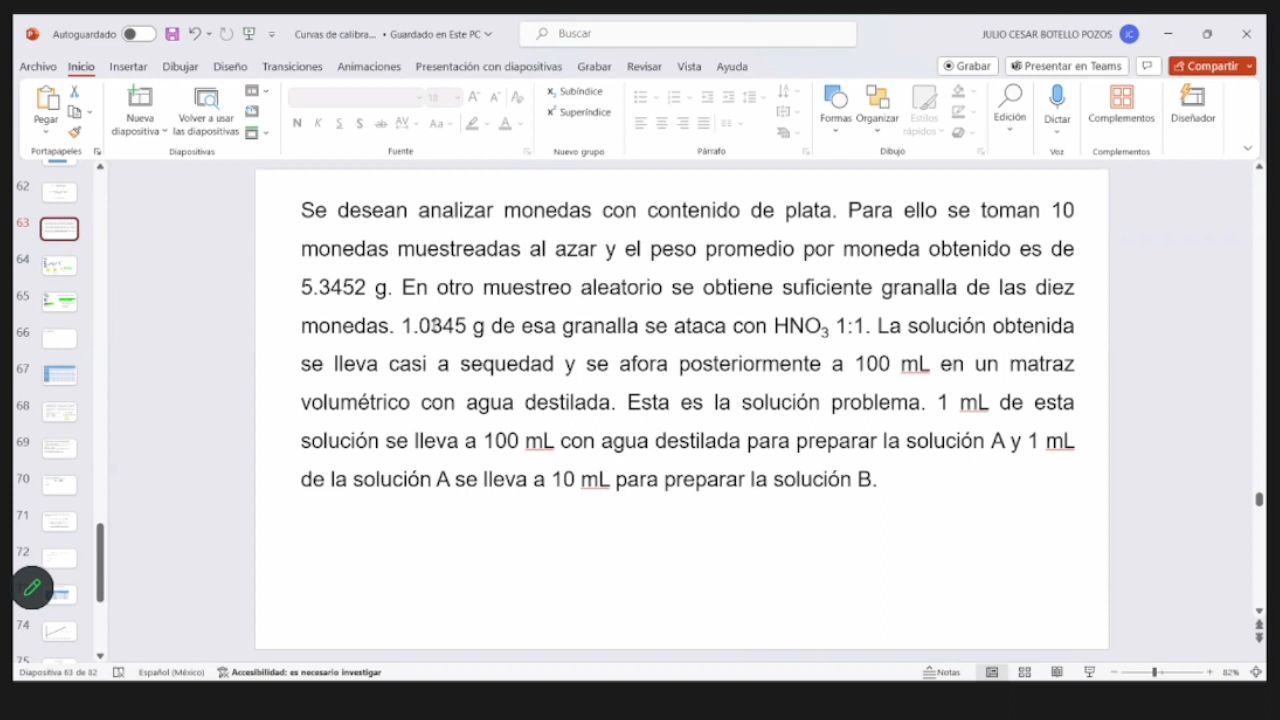 Autoguardado
Curvas de calibra... • Guardado en Este PC
Buscar
JULIO CESAR BOTELLO POZOS
JC
Archivo Inicio Insertar Dibujar Diseño Transiciones Animaciones Presentación con diapositivas Grabar Revisar Vista Ayuda
Grabar
Presentar en Teams
Compartir
Pegar
Portapapeles
Nueva diapositiva
Volver a usar las diapositivas
Diapositivas
18
N K S S ab AV Aa A
Fuente
x₂ Subíndice
x² Superíndice
Nuevo grupo
Párrafo
Formas Organizar Estilos rápidos
Dibujo
Edición
Dictar
Voz
Complementos
Complementos
Diseñador
62
63
64
65
66
67
68
69
70
71
72
74
75
Se desean analizar monedas con contenido de plata. Para ello se toman 10
monedas muestreadas al azar y el peso promedio por moneda obtenido es de
5.3452 g. En otro muestreo aleatorio se obtiene suficiente granalla de las diez
monedas. 1.0345 g de esa granalla se ataca con HNO₃ 1:1. La solución obtenida
se lleva casi a sequedad y se afora posteriormente a 100 mL en un matraz
volumétrico con agua destilada. Esta es la solución problema. 1 mL de esta
solución se lleva a 100 mL con agua destilada para preparar la solución A y 1 mL
de la solución A se lleva a 10 mL para preparar la solución B.
Diapositiva 63 de 82
Español (México)
Accesibilidad: es necesario investigar
Notas
82%